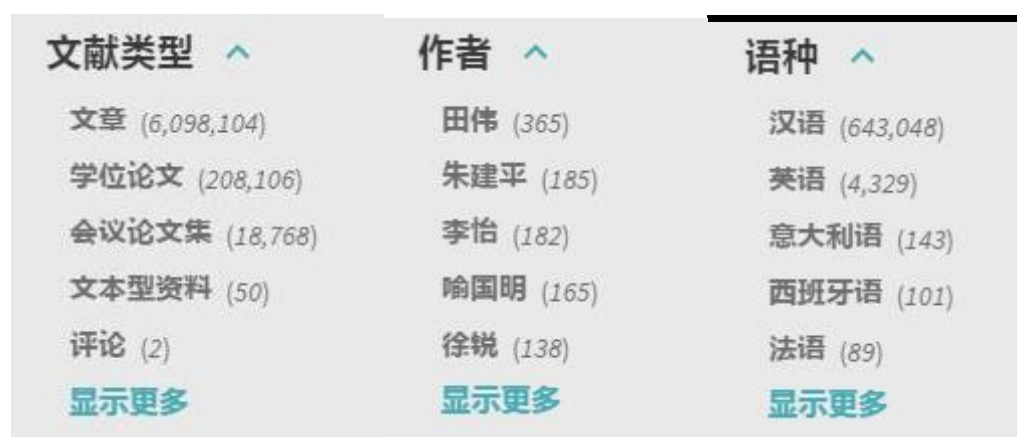 文献类型
文章 (6,098,104)
学位论文 (208,106)
会议论文集 (18,768)
文本型资料 (50)
评论 (2)
显示更多
作者
田伟 (365)
朱建平 (185)
李怡 (182)
喻国明 (165)
徐锐 (138)
显示更多
语种
汉语 (643,048)
英语 (4,329)
意大利语 (143)
西班牙语 (101)
法语 (89)
显示更多